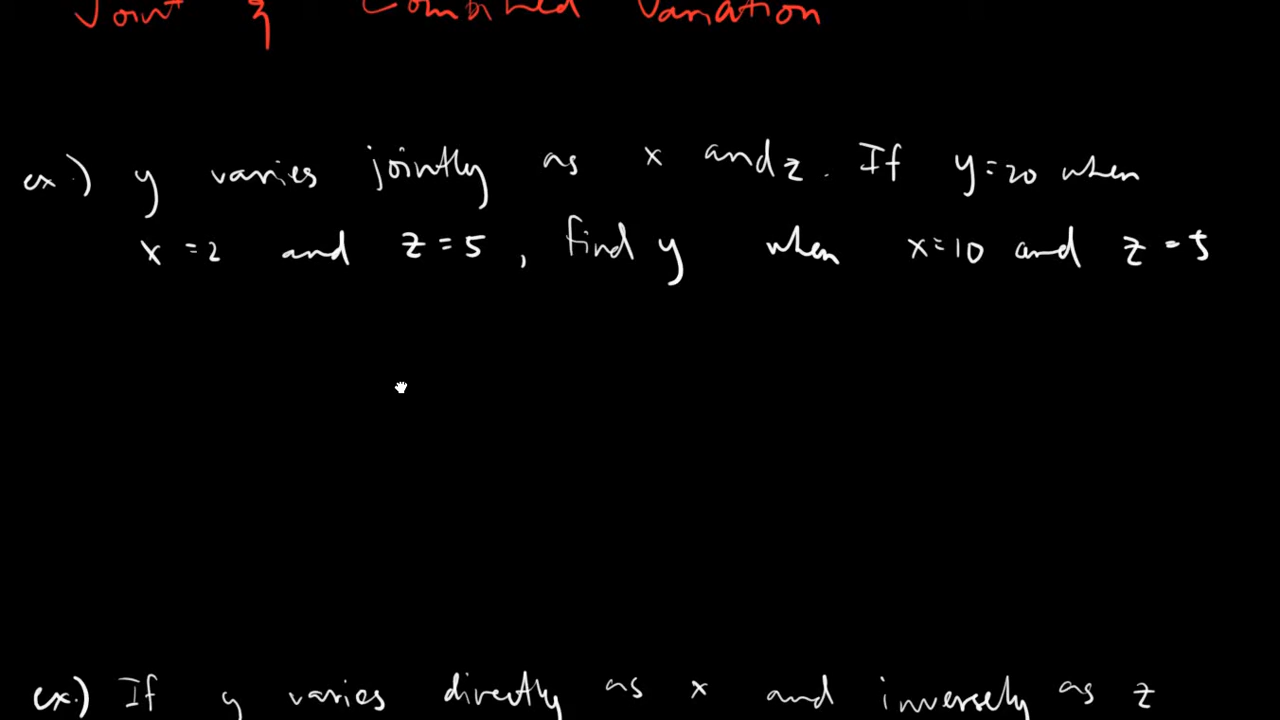 Joint & Combined Variation
ex.) y varies jointly as x and z. If y=20 when
x=2 and z=5, find y when x=10 and z=5
ex.) If y varies directly as x and inversely as z